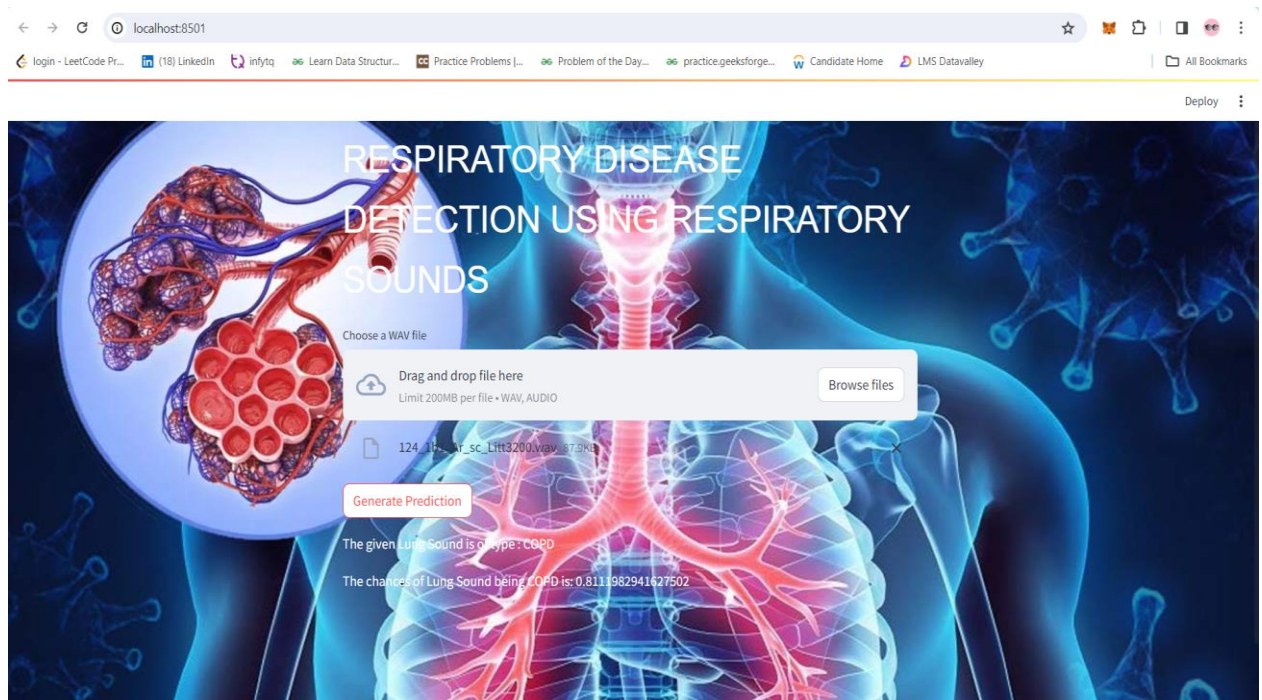 localhost:8501
login - LeetCode Pr... (18) LinkedIn infytq Learn Data Structur... Practice Problems |... Problem of the Day... practice.geeksforge... Candidate Home LMS Datavalley All Bookmarks
Deploy
RESPIRATORY DISEASE
DETECTION USING RESPIRATORY
SOUNDS
Choose a WAV file
Drag and drop file here
Limit 200MB per file • WAV, AUDIO
Browse files
87.9KB
Generate Prediction
The given Lung Sound is of type : COPD
The chances of Lung Sound being COPD is: 0.8111982941627502